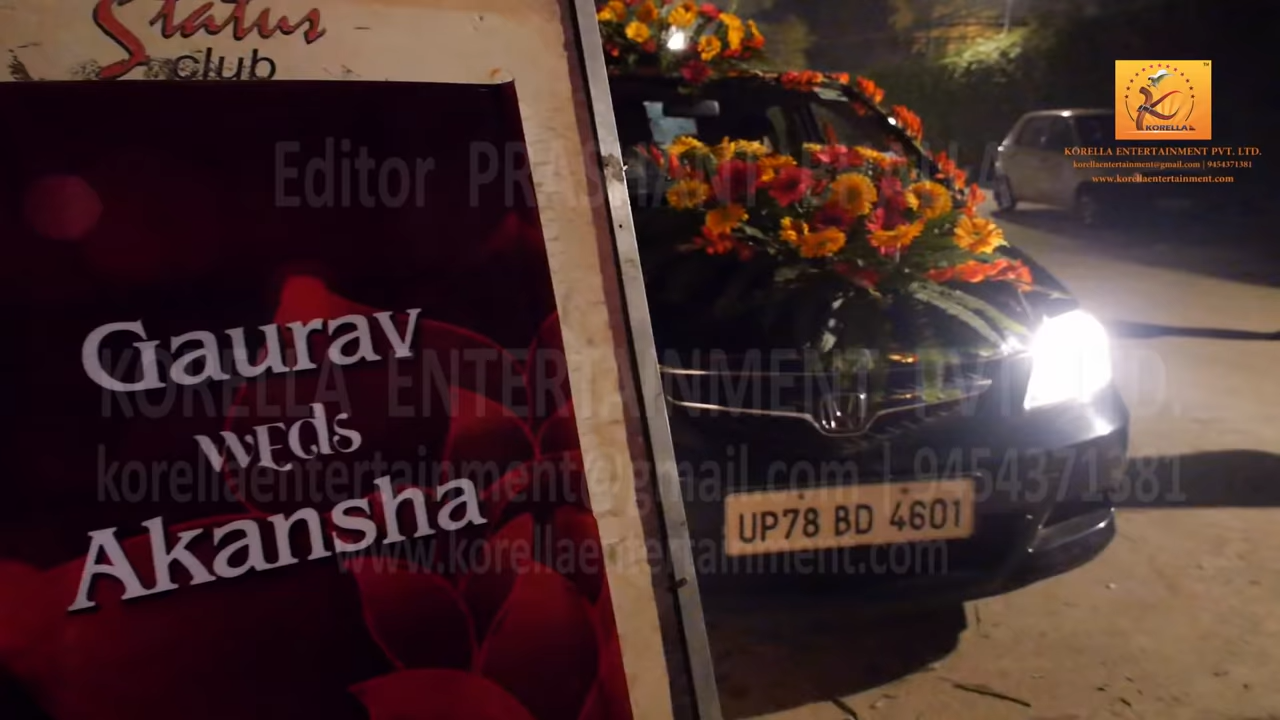 Status
club
Gaurav
weds
Akansha
UP78 BD 4601
KORELLA
TM
KORELLA ENTERTAINMENT PVT. LTD.
korellaentertainment@gmail.com | 9454371381
www.korellaentertainment.com
Editor PRASHANT
KORELLA ENTERTAINMENT PVT. LTD.
korellaentertainment@gmail.com | 9454371381
www.korellaentertainment.com